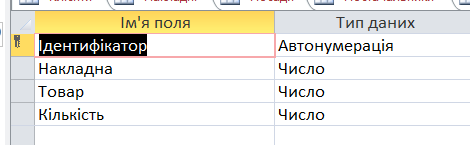 Ім'я поля Тип даних
Ідентифікатор Автонумерація
Накладна Число
Товар Число
Кількість Число